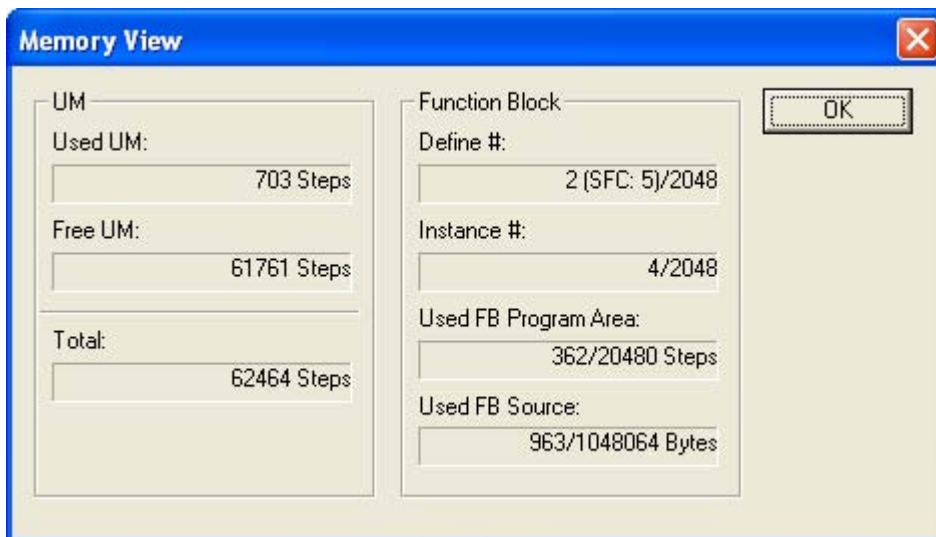 Memory View
UM
Used UM:
703 Steps
Free UM:
61761 Steps
Total:
62464 Steps
Function Block
Define #:
2 (SFC: 5)/2048
Instance #:
4/2048
Used FB Program Area:
362/20480 Steps
Used FB Source:
963/1048064 Bytes
OK